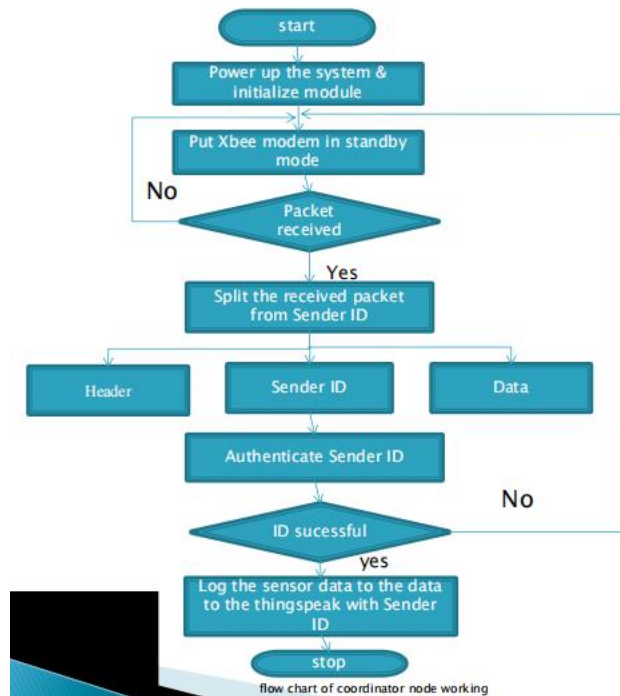 start
Power up the system &
initialize module
Put Xbee modem in standby
mode
No
Packet
received
Yes
Split the received packet
from Sender ID
Header
Sender ID
Data
Authenticate Sender ID
No
ID sucessful
yes
Log the sensor data to the data
to the thingspeak with Sender
ID
stop
flow chart of coordinator node working